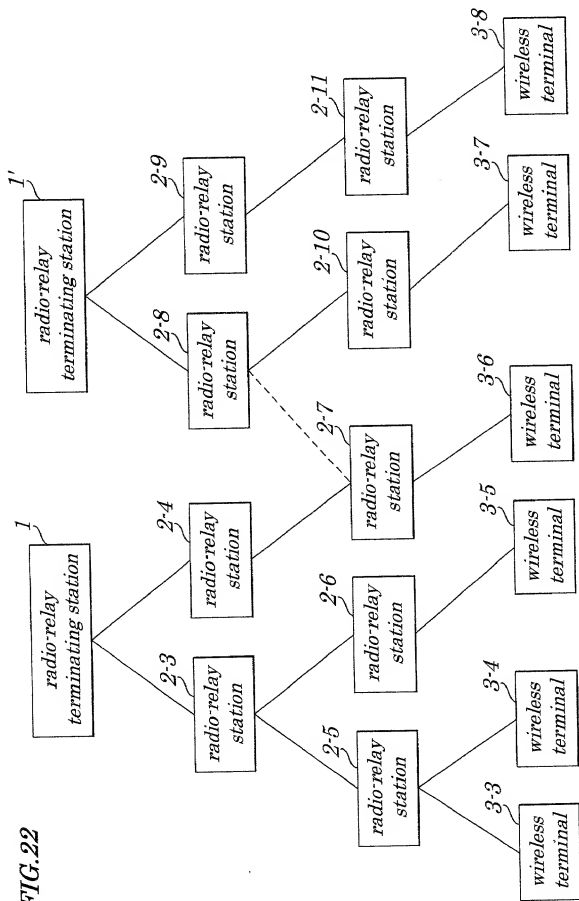 FIG.22
1
radio-relay
terminating station
1'
radio-relay
terminating station
2-3
radio-relay
station
2-4
radio-relay
station
2-8
radio-relay
station
2-9
radio-relay
station
2-5
radio-relay
station
2-6
radio-relay
station
2-7
radio-relay
station
2-10
radio-relay
station
2-11
radio-relay
station
3-3
wireless
terminal
3-4
wireless
terminal
3-5
wireless
terminal
3-6
wireless
terminal
3-7
wireless
terminal
3-8
wireless
terminal